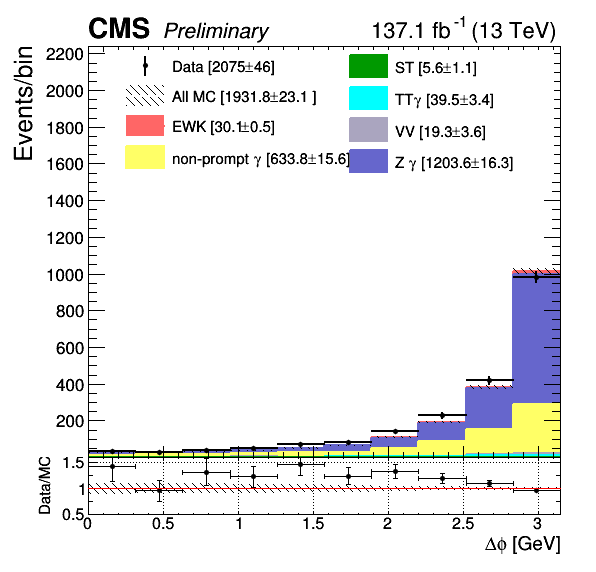 CMS Preliminary 137.1 fb⁻¹ (13 TeV)
Events/bin
2200
2000
1800
1600
1400
1200
1000
800
600
400
200
Data [2075±46]
All MC [1931.8±23.1 ]
EWK [30.1±0.5]
non-prompt γ [633.8±15.6]
ST [5.6±1.1]
TTγ [39.5±3.4]
VV [19.3±3.6]
Z γ [1203.6±16.3]
Data/MC
1.5
1
0.5
0 0.5 1 1.5 2 2.5 3
Δϕ [GeV]